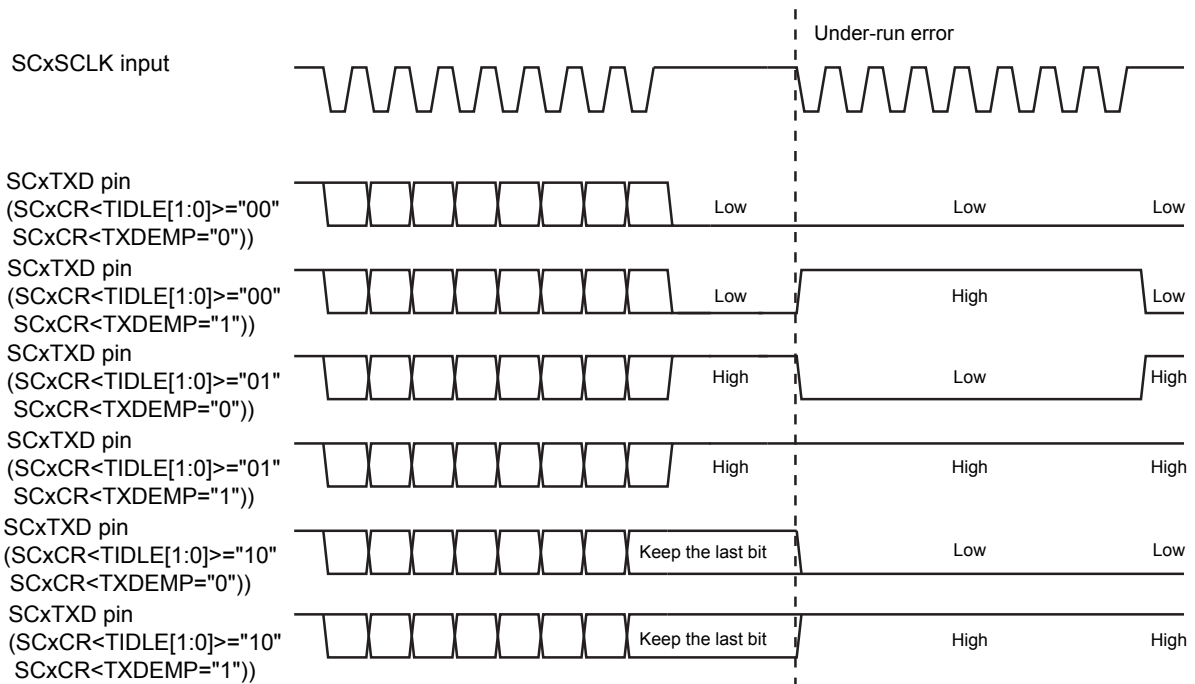 Under-run error
SCxSCLK input
SCxTXD pin
(SCxCR<TIDLE[1:0]>="00"
SCxCR<TXDEMP="0"))
Low Low Low
SCxTXD pin
(SCxCR<TIDLE[1:0]>="00"
SCxCR<TXDEMP="1"))
Low High Low
SCxTXD pin
(SCxCR<TIDLE[1:0]>="01"
SCxCR<TXDEMP="0"))
High Low High
SCxTXD pin
(SCxCR<TIDLE[1:0]>="01"
SCxCR<TXDEMP="1"))
High High High
SCxTXD pin
(SCxCR<TIDLE[1:0]>="10"
SCxCR<TXDEMP="0"))
Keep the last bit Low Low
SCxTXD pin
(SCxCR<TIDLE[1:0]>="10"
SCxCR<TXDEMP="1"))
Keep the last bit High High